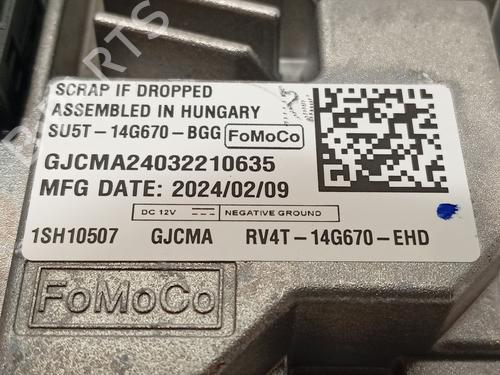 SCRAP IF DROPPED
ASSEMBLED IN HUNGARY
SU5T-14G670-BGG FoMoCo
GJCMA24032210635
MFG DATE: 2024/02/09
DC 12V NEGATIVE GROUND
1SH10507 GJCMA RV4T-14G670-EHD
FoMoCo